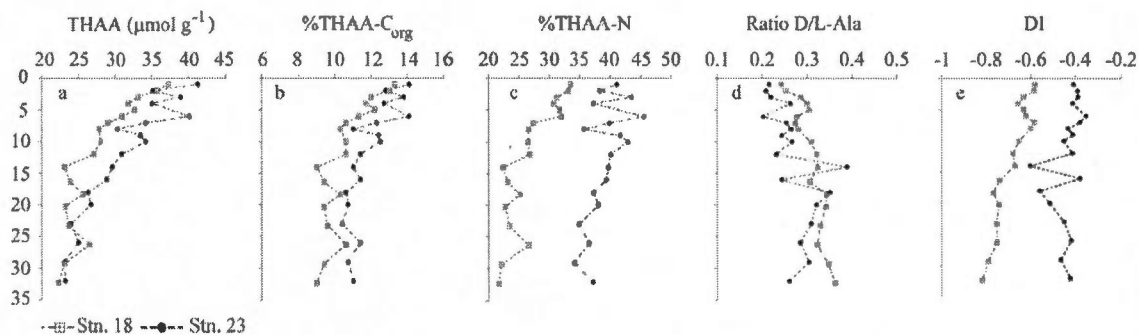 THAA (μmol g⁻¹) %THAA-Corg %THAA-N Ratio D/L-Ala DI
20 25 30 35 40 45 6 8 10 12 14 16 20 25 30 35 40 45 50 0 0.1 0.2 0.3 0.4 0.5 -1 -0.8 -0.6 -0.4 -0.2
0
a b c d e
5
10
15
20
25
30
35
Stn. 18 Stn. 23